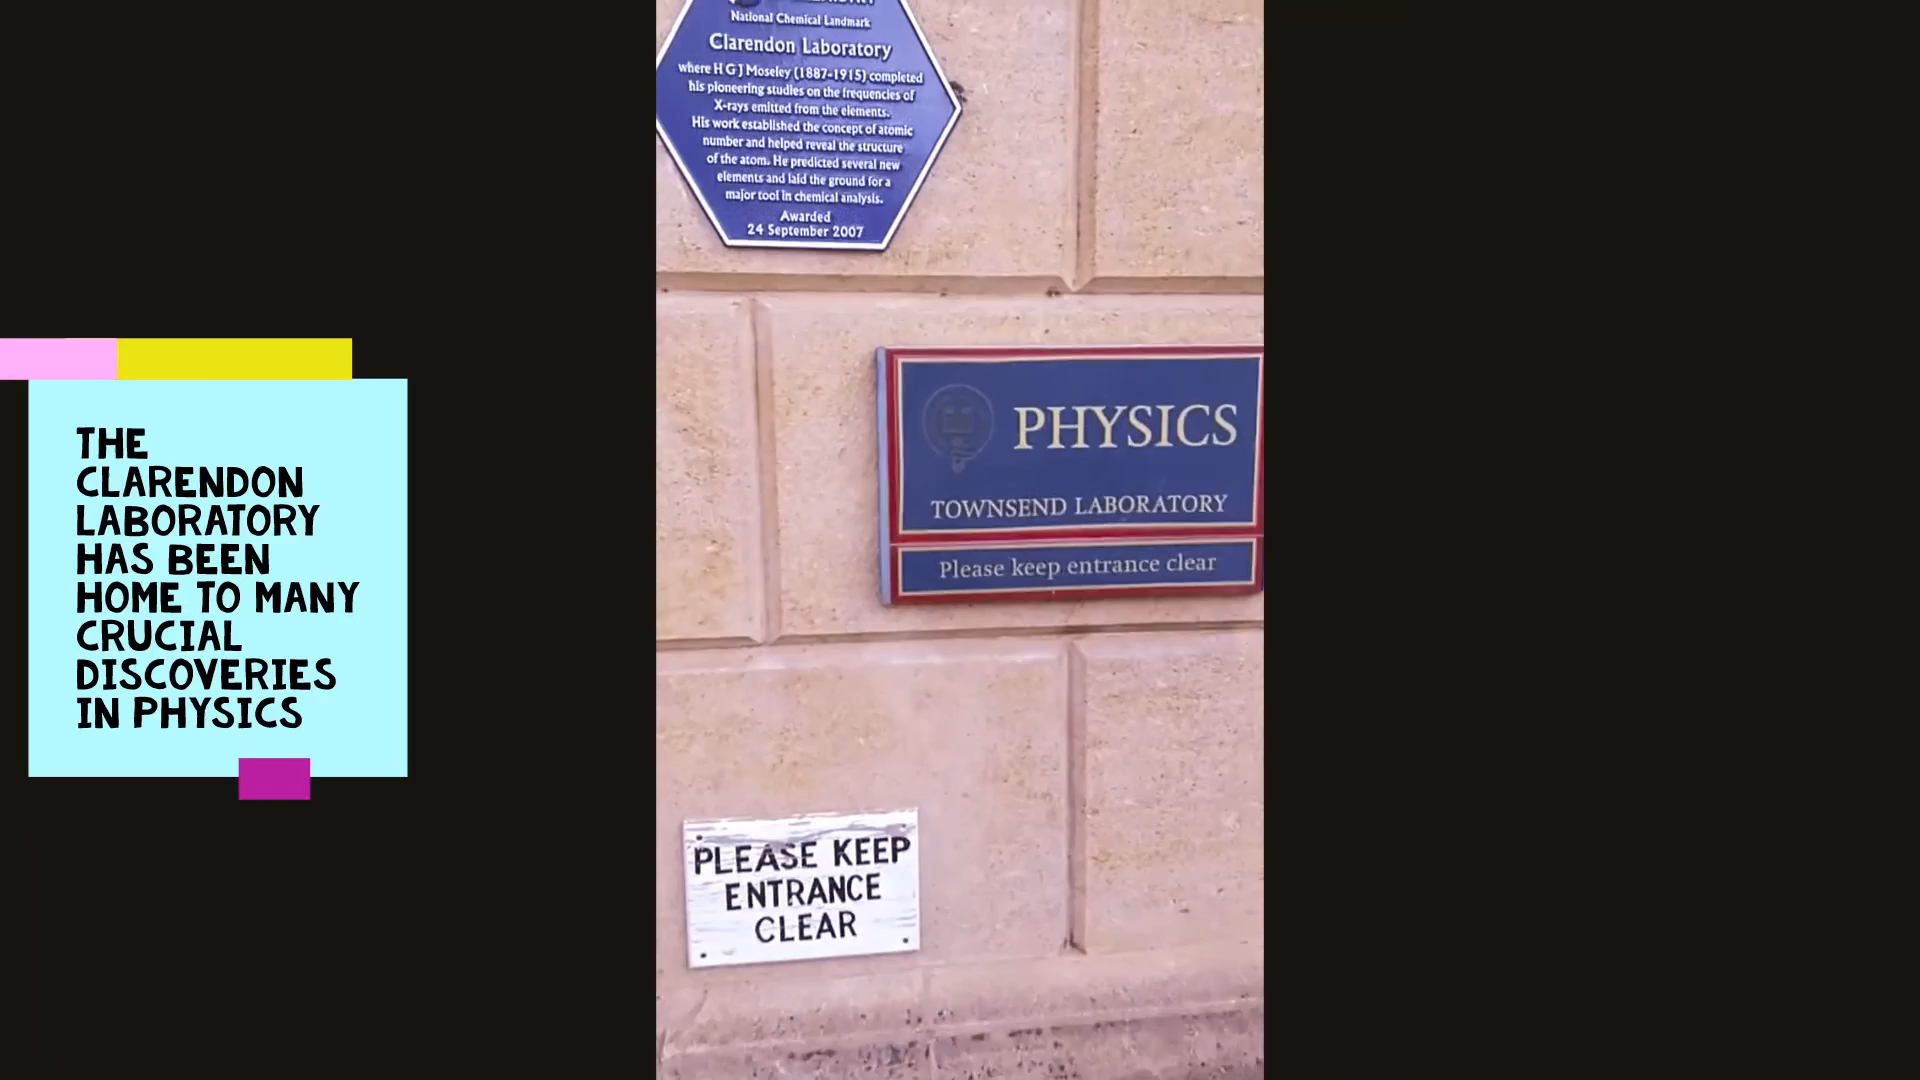 THE
CLARENDON
LABORATORY
HAS BEEN
HOME TO MANY
CRUCIAL
DISCOVERIES
IN PHYSICS
National Chemical Landmark
Clarendon Laboratory
where H G J Moseley (1887-1915) completed
his pioneering studies on the frequencies of
X-rays emitted from the elements.
His work established the concept of atomic
number and helped reveal the structure
of the atom. He predicted several new
elements and laid the ground for a
major tool in chemical analysis.
Awarded
24 September 2007
PHYSICS
TOWNSEND LABORATORY
Please keep entrance clear
PLEASE KEEP
ENTRANCE
CLEAR